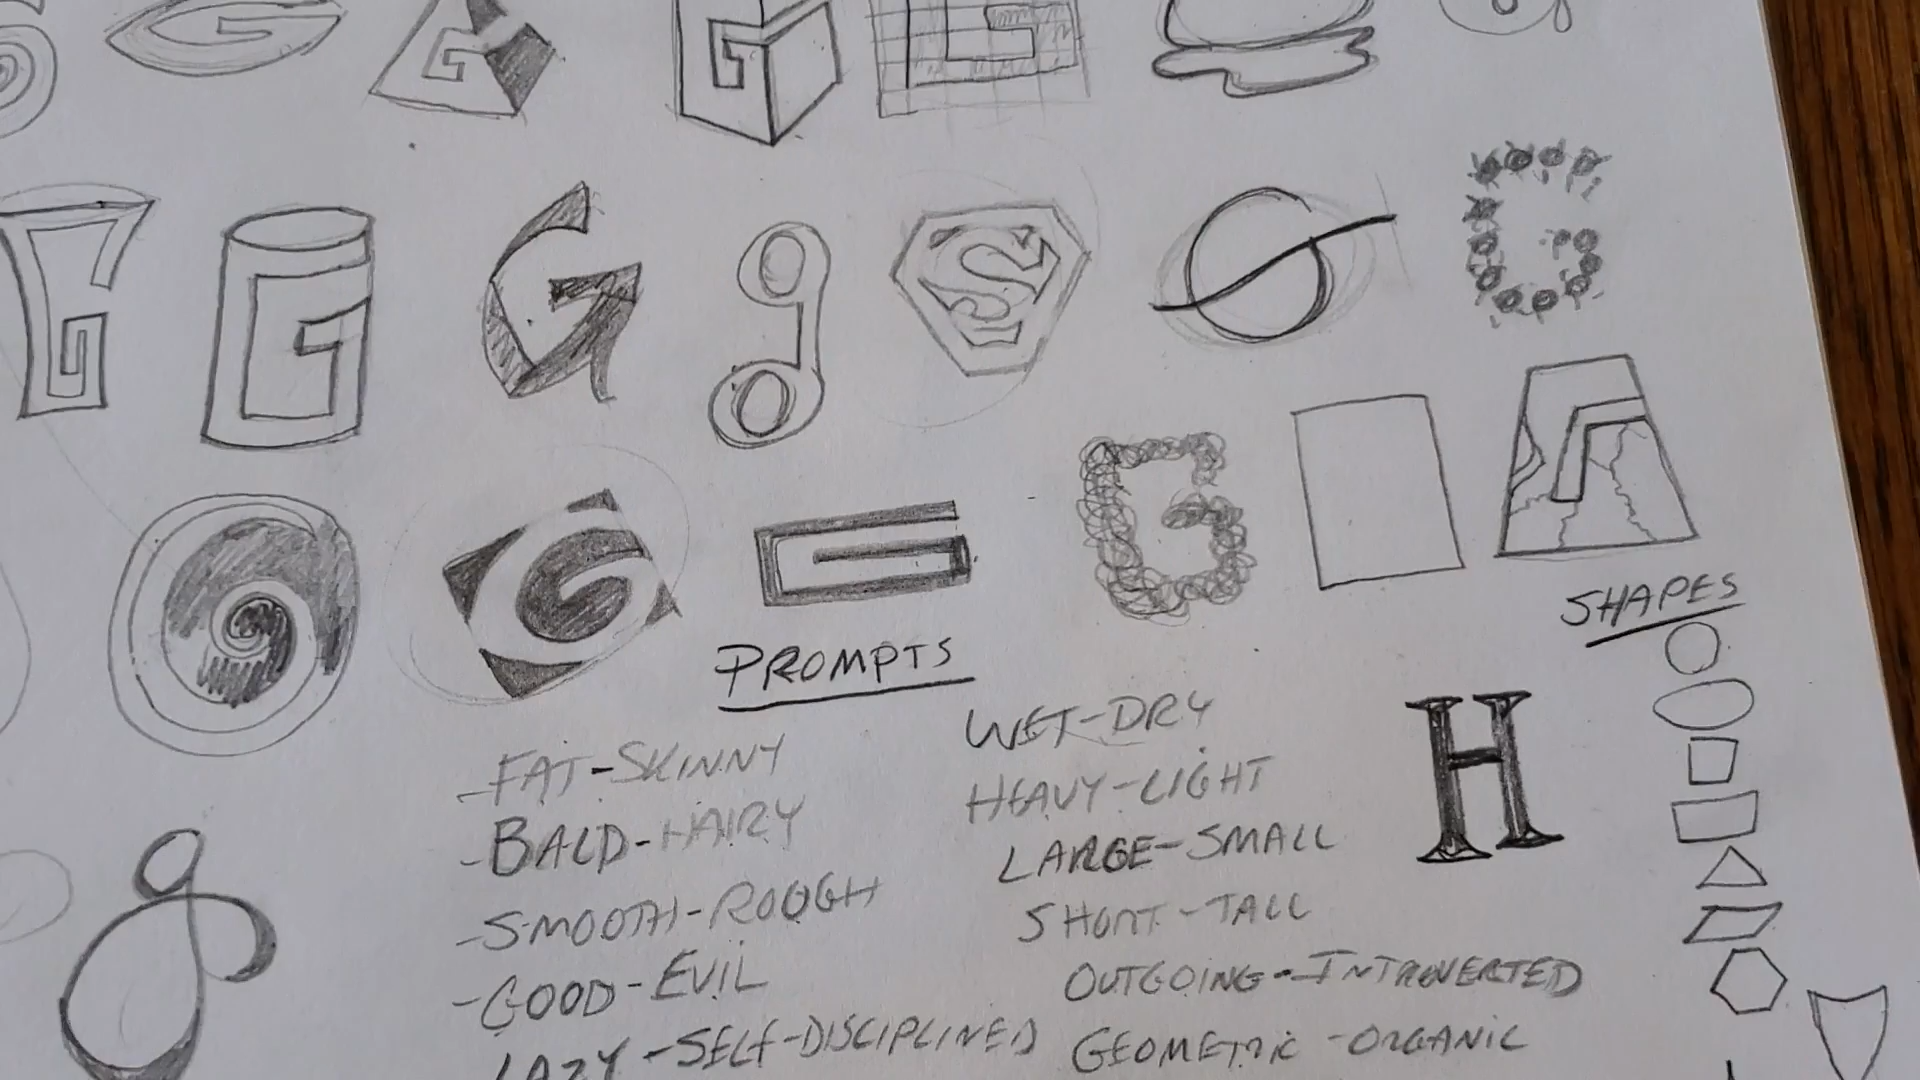 G
G G G G
G G G g S G
G G G G
SHAPES
PROMPTS
H
g
- FAT-SKINNY
- BALD-HAIRY
- SMOOTH-ROUGH
- GOOD-EVIL
LAZY-SELF-DISCIPLINED
WET-DRY
HEAVY-LIGHT
LARGE-SMALL
SHORT-TALL
OUTGOING-INTROVERTED
GEOMETRIC-ORGANIC